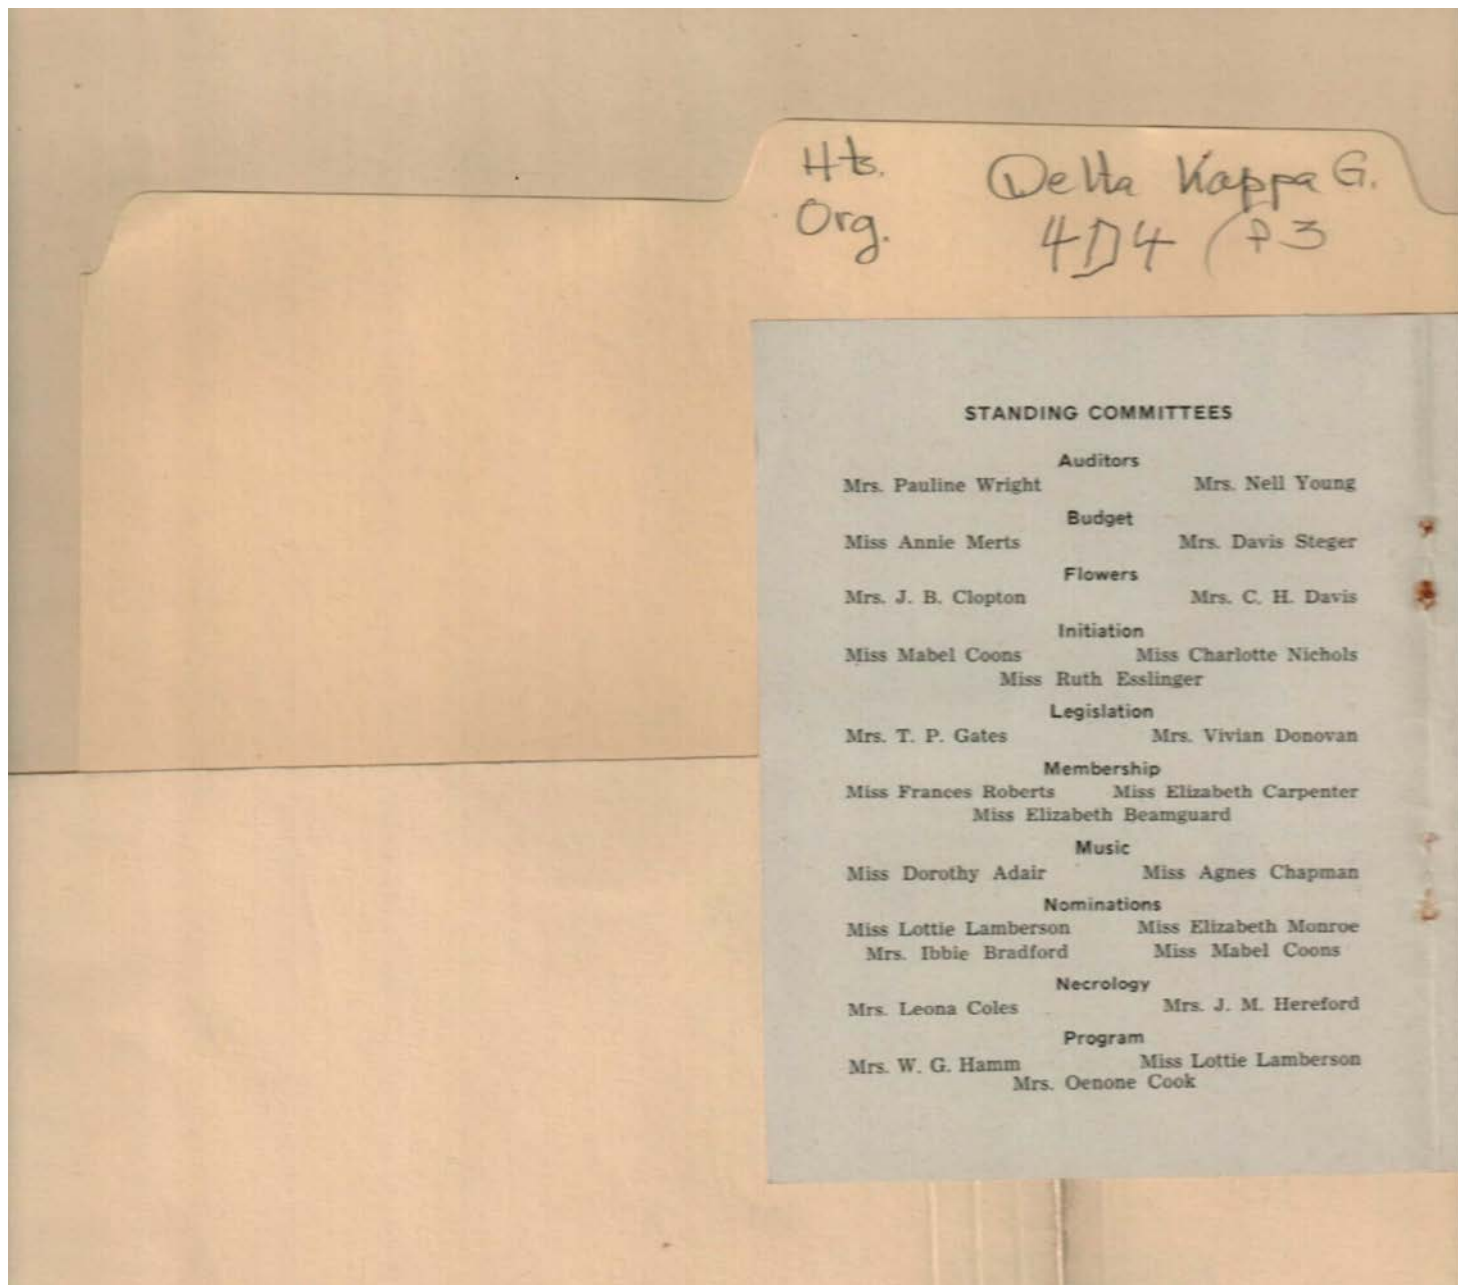 Hts. Delta Kappa G.
Org. 4D4 f3
STANDING COMMITTEES
Auditors
Mrs. Pauline Wright Mrs. Nell Young
Budget
Miss Annie Merts Mrs. Davis Steger
Flowers
Mrs. J. B. Clopton Mrs. C. H. Davis
Initiation
Miss Mabel Coons Miss Charlotte Nichols
Miss Ruth Esslinger
Legislation
Mrs. T. P. Gates Mrs. Vivian Donovan
Membership
Miss Frances Roberts Miss Elizabeth Carpenter
Miss Elizabeth Beamguard
Music
Miss Dorothy Adair Miss Agnes Chapman
Nominations
Miss Lottie Lamberson Miss Elizabeth Monroe
Mrs. Ibbie Bradford Miss Mabel Coons
Necrology
Mrs. Leona Coles Mrs. J. M. Hereford
Program
Mrs. W. G. Hamm Miss Lottie Lamberson
Mrs. Oenone Cook